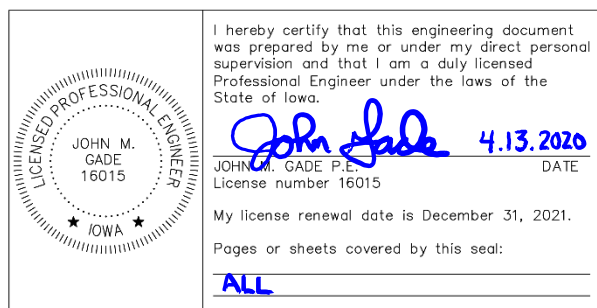 LICENSED PROFESSIONAL ENGINEER
JOHN M.
GADE
16015
★ IOWA ★
I hereby certify that this engineering document
was prepared by me or under my direct personal
supervision and that I am a duly licensed
Professional Engineer under the laws of the
State of Iowa.
John Gade 4.13.2020
JOHN M. GADE P.E. DATE
License number 16015
My license renewal date is December 31, 2021.
Pages or sheets covered by this seal:
ALL